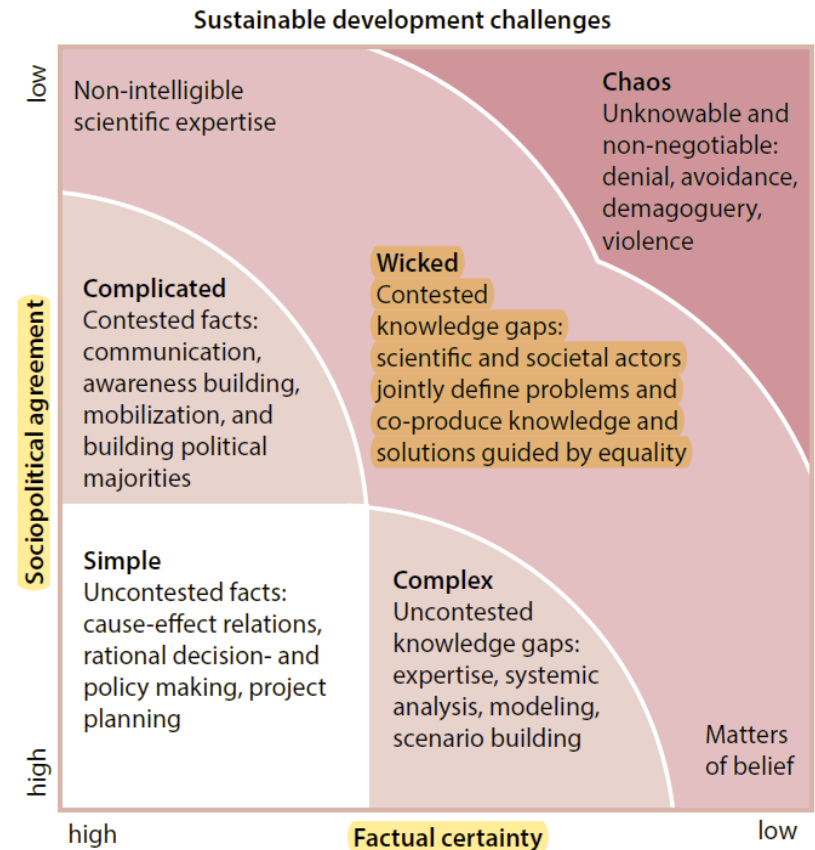 Sustainable development challenges
low
Non-intelligible
scientific expertise
Chaos
Unknowable and
non-negotiable:
denial, avoidance,
demagoguery,
violence
Sociopolitical agreement
Complicated
Contested facts:
communication,
awareness building,
mobilization, and
building political
majorities
Wicked
Contested
knowledge gaps:
scientific and societal actors
jointly define problems and
co-produce knowledge and
solutions guided by equality
Simple
Uncontested facts:
cause-effect relations,
rational decision- and
policy making, project
planning
Complex
Uncontested
knowledge gaps:
expertise, systemic
analysis, modeling,
scenario building
Matters
of belief
high
high
Factual certainty
low